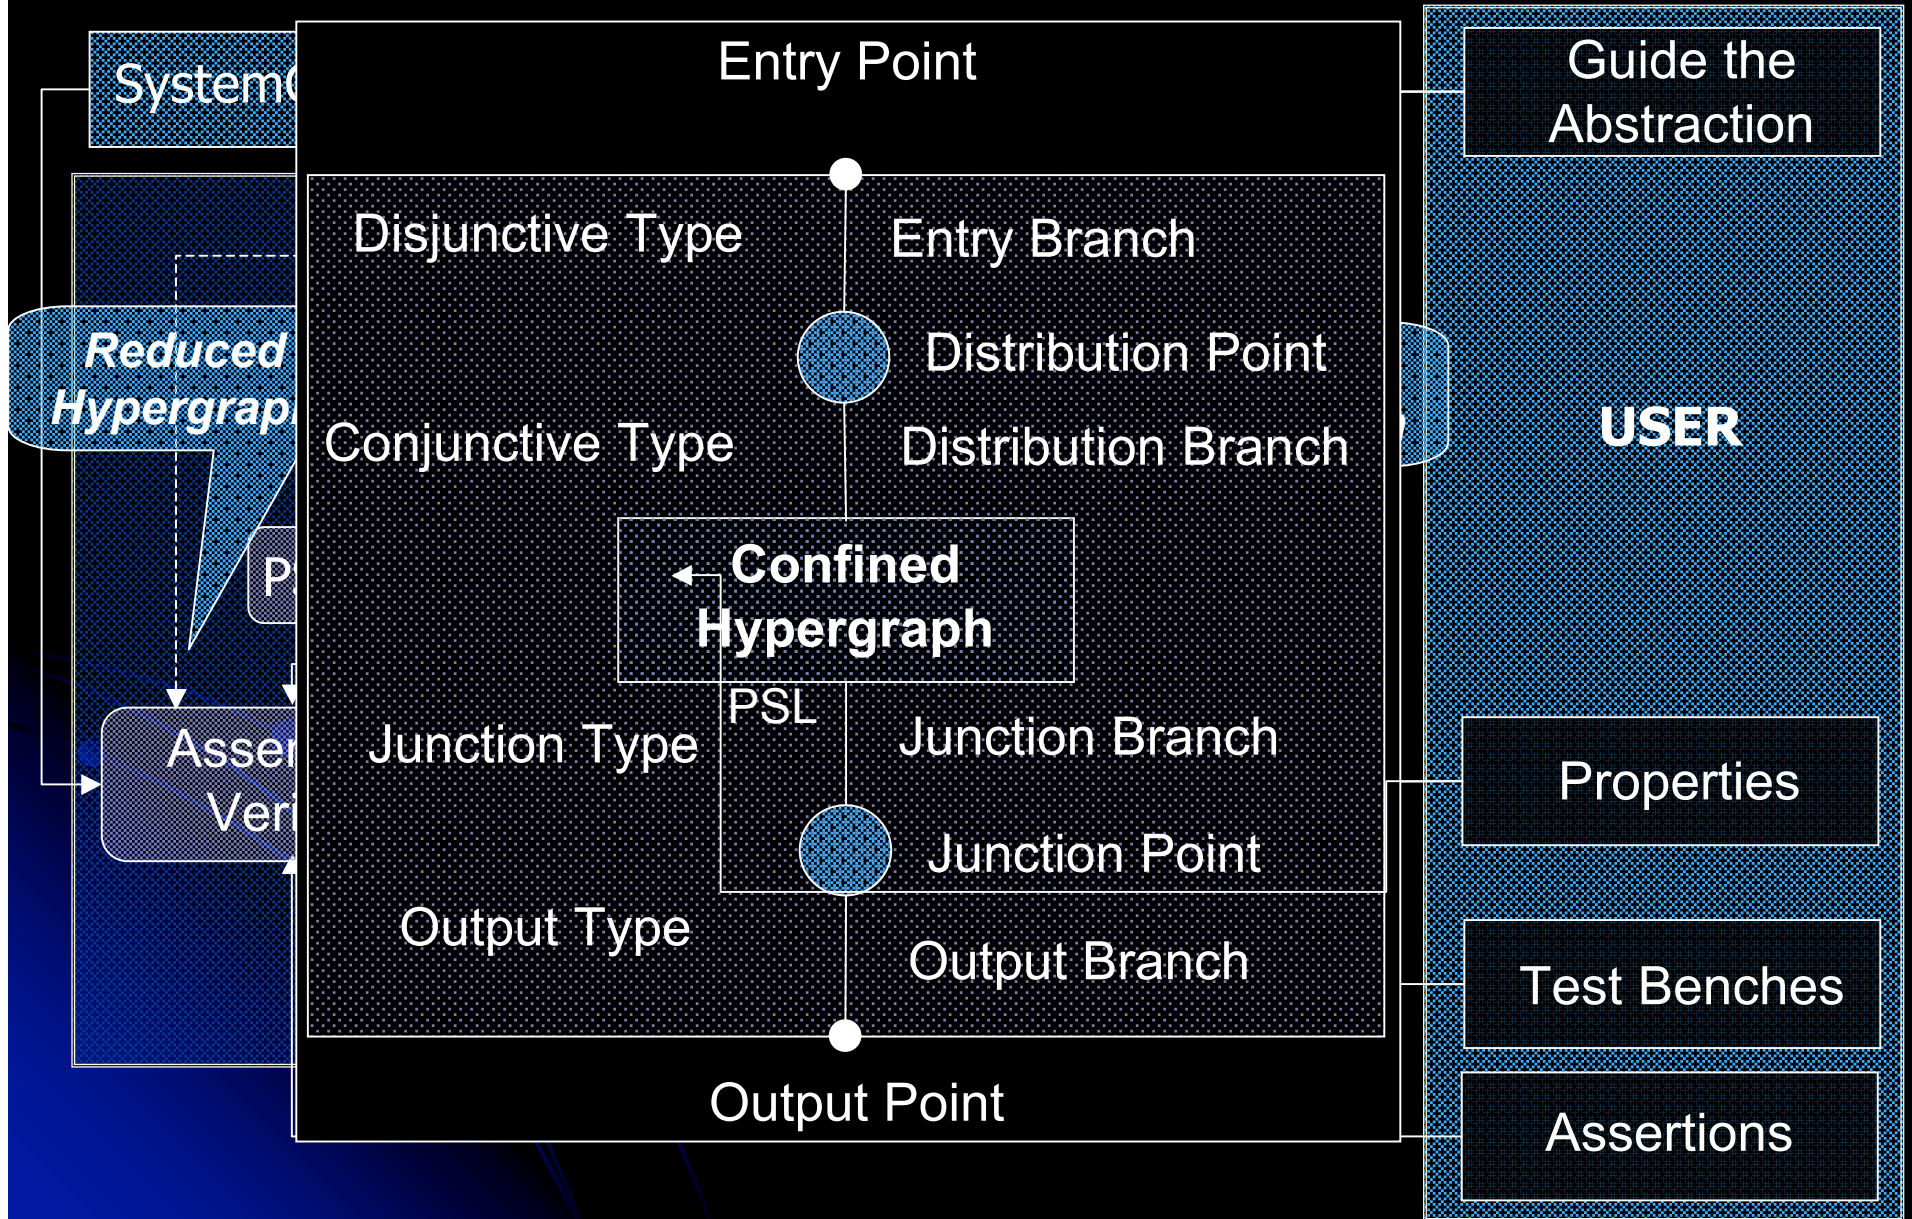 Entry Point
Guide the
Abstraction
Disjunctive Type
Entry Branch
Reduced
Distribution Point
USER
Conjunctive Type
Distribution Branch
Confined
Hypergraph
PSL
Junction Type
Junction Branch
Properties
Junction Point
Output Type
Output Branch
Test Benches
Output Point
Assertions